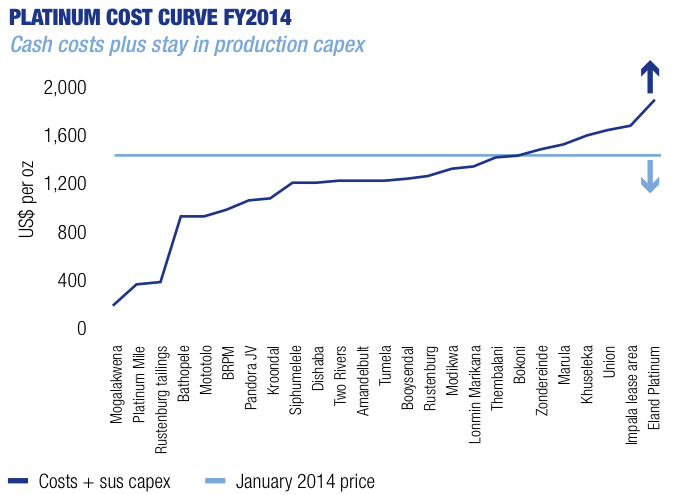 PLATINUM COST CURVE FY2014
Cash costs plus stay in production capex
US$ per oz
2,000
1,600
1,200
800
400
0
Mogalakwena
Platinum Mile
Rustenburg tailings
Bathopele
Mototolo
BRPM
Pandora JV
Kroondal
Siphumelele
Dishaba
Two Rivers
Amandelbult
Tumela
Booysendal
Rustenburg
Modikwa
Lonmin Marikana
Thembalani
Bokoni
Zondereinde
Marula
Khuseleka
Union
Impala lease area
Eland Platinum
Costs + sus capex
January 2014 price